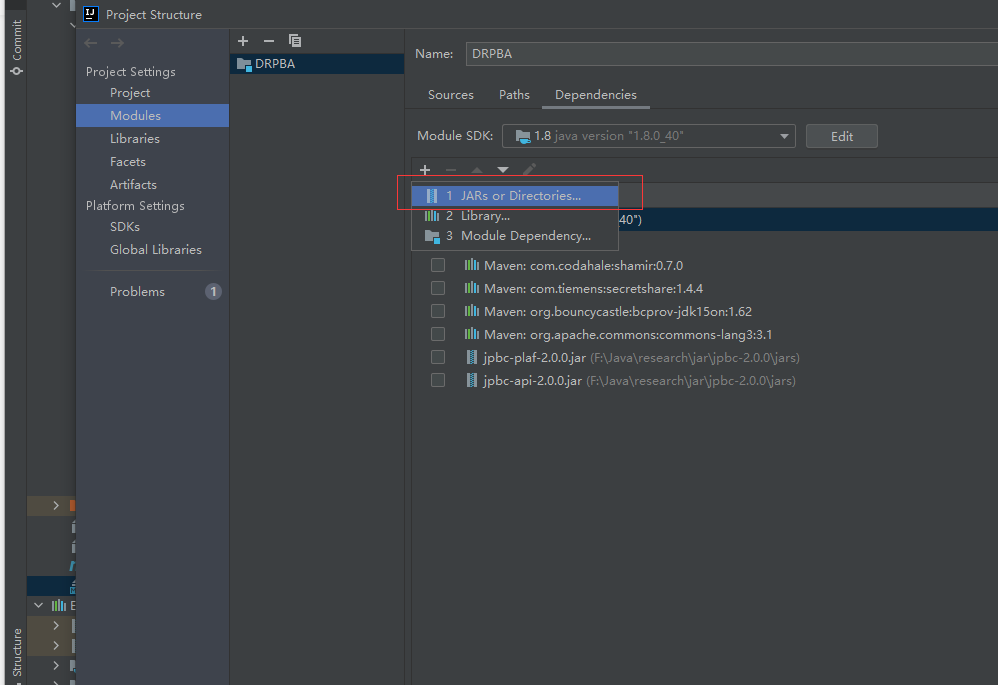 Commit
Project Structure
Project Settings
Project
Modules
Libraries
Facets
Artifacts
Platform Settings
SDKs
Global Libraries
Problems 1
DRPBA
Name: DRPBA
Sources Paths Dependencies
Module SDK: 1.8 java version "1.8.0_40" Edit
1 JARs or Directories...
2 Library...
40")
3 Module Dependency...
Maven: com.codahale:shamir:0.7.0
Maven: com.tiemens:secretshare:1.4.4
Maven: org.bouncycastle:bcprov-jdk15on:1.62
Maven: org.apache.commons:commons-lang3:3.1
jpbc-plaf-2.0.0.jar (F:\Java\research\jar\jpbc-2.0.0\jars)
jpbc-api-2.0.0.jar (F:\Java\research\jar\jpbc-2.0.0\jars)
E
Structure